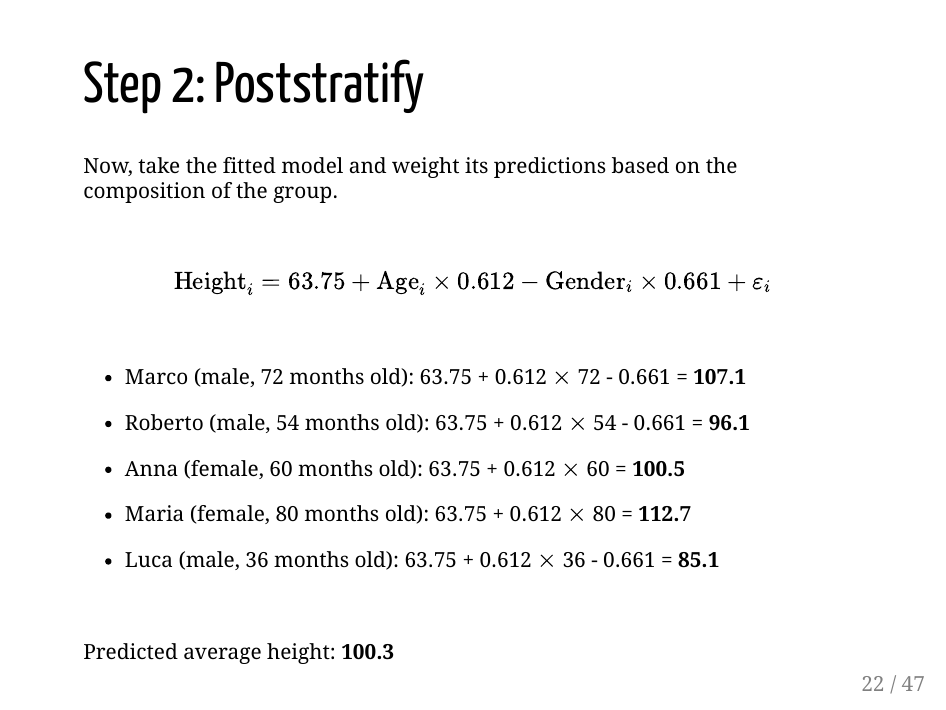 Step 2: Poststratify
Now, take the fitted model and weight its predictions based on the
composition of the group.
Heightᵢ = 63.75 + Ageᵢ × 0.612 − Genderᵢ × 0.661 + εᵢ
• Marco (male, 72 months old): 63.75 + 0.612 × 72 - 0.661 = 107.1
• Roberto (male, 54 months old): 63.75 + 0.612 × 54 - 0.661 = 96.1
• Anna (female, 60 months old): 63.75 + 0.612 × 60 = 100.5
• Maria (female, 80 months old): 63.75 + 0.612 × 80 = 112.7
• Luca (male, 36 months old): 63.75 + 0.612 × 36 - 0.661 = 85.1
Predicted average height: 100.3
22 / 47